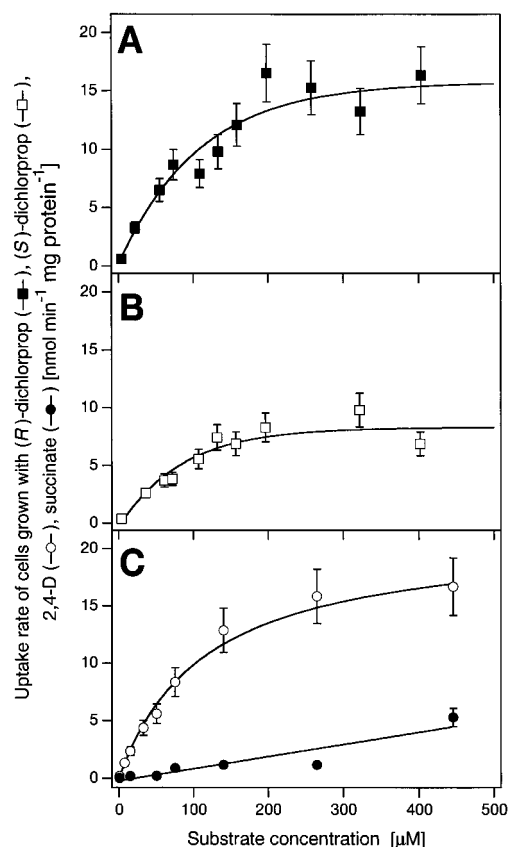 Uptake rate of cells grown with (R)-dichlorprop (–■–), (S)-dichlorprop (–□–),
2,4-D (–○–), succinate (–●–) [nmol min⁻¹ mg protein⁻¹]
A
20
15
10
5
0
B
20
15
10
5
0
C
20
15
10
5
0
0 100 200 300 400 500
Substrate concentration [µM]